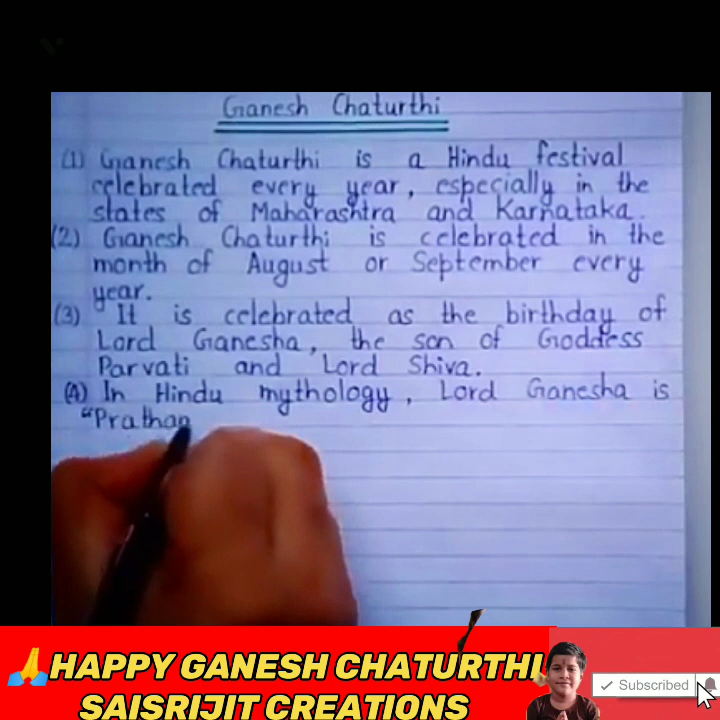 Ganesh Chaturthi
(1) Ganesh Chaturthi is a Hindu festival
celebrated every year, especially in the
states of Maharashtra and Karnataka.
(2) Ganesh Chaturthi is celebrated in the
month of August or September every
year.
(3) It is celebrated as the birthday of
Lord Ganesha, the son of Goddess
Parvati and Lord Shiva.
(4) In Hindu mythology, Lord Ganesha is
"Prathan
🙏HAPPY GANESH CHATURTHI
SAISRIJIT CREATIONS
✓ Subscribed